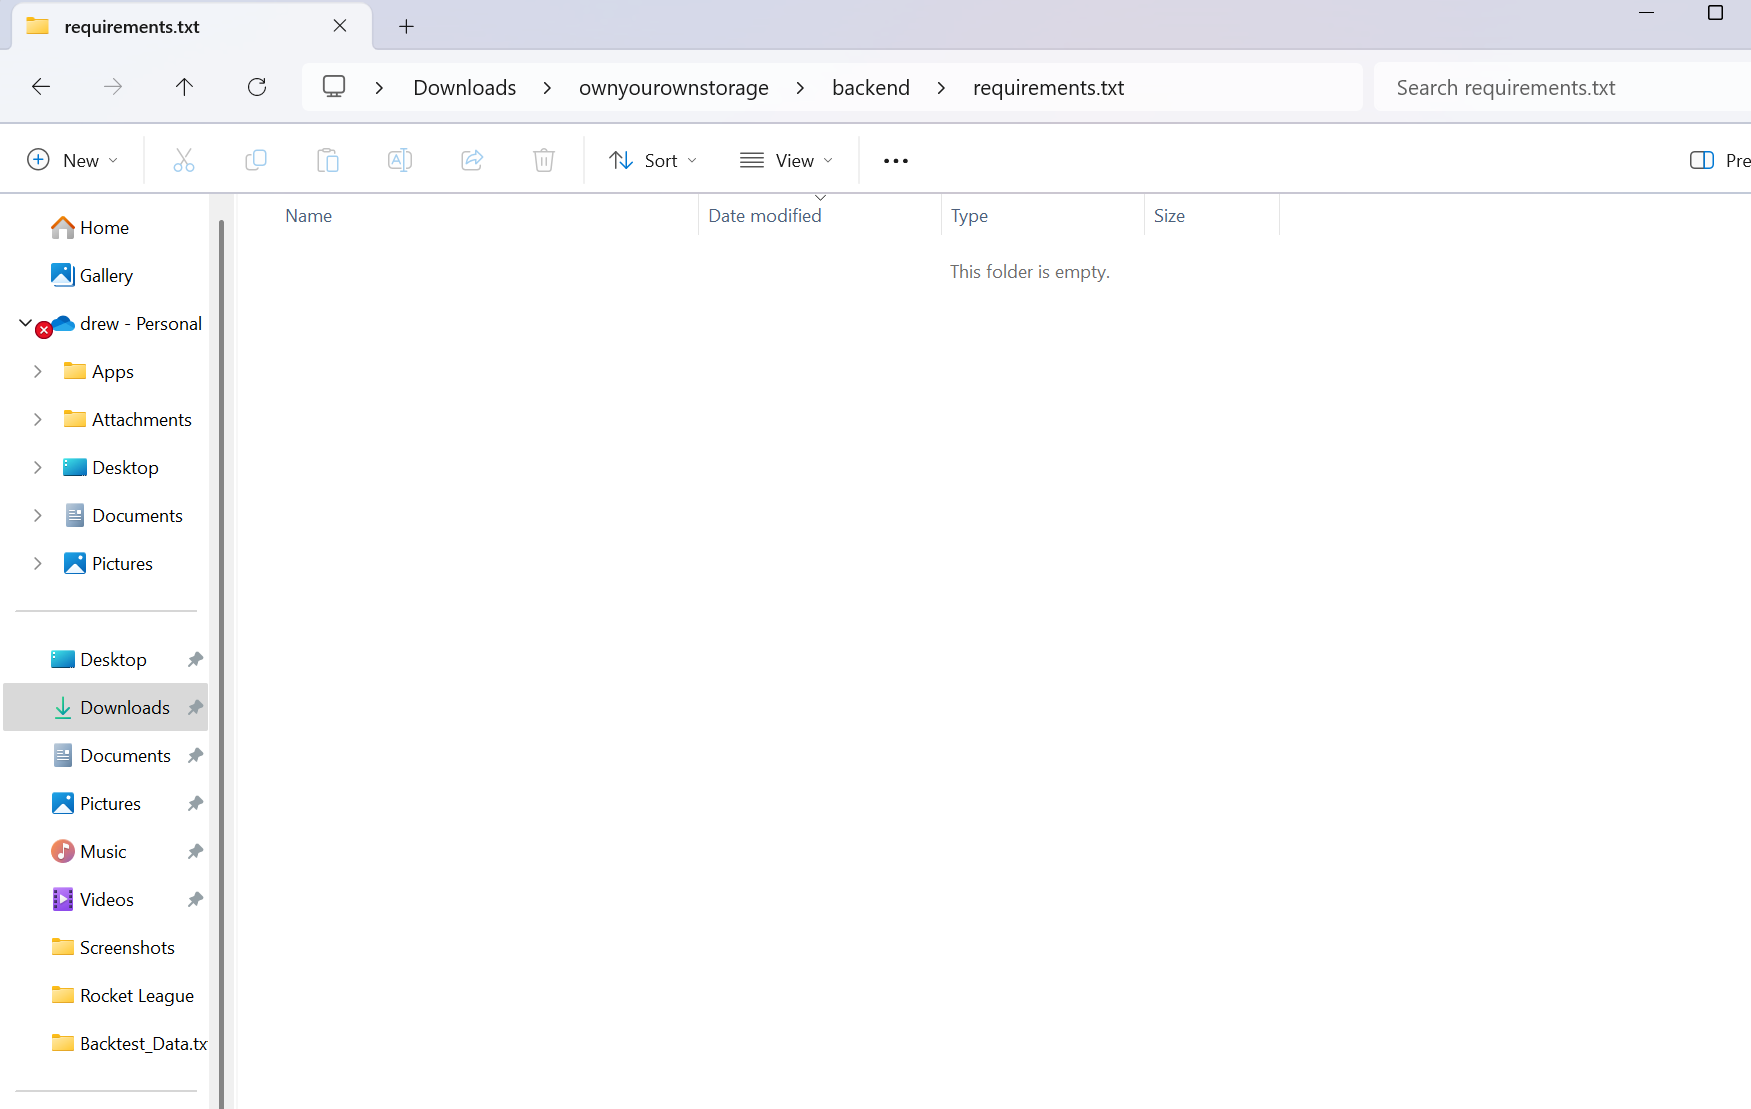 requirements.txt
Downloads > ownyourownstorage > backend > requirements.txt
Search requirements.txt
New
Sort
View
Pre
Name
Date modified
Type
Size
This folder is empty.
Home
Gallery
drew - Personal
Apps
Attachments
Desktop
Documents
Pictures
Desktop
Downloads
Documents
Pictures
Music
Videos
Screenshots
Rocket League
Backtest_Data.tx